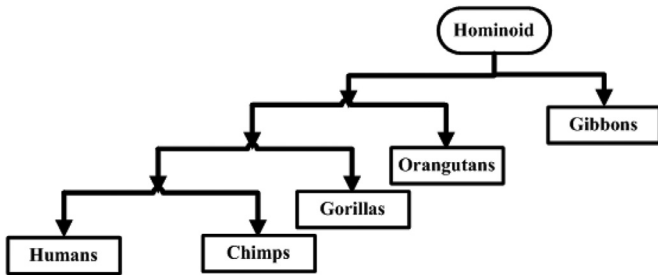 Hominoid
Gibbons
Orangutans
Gorillas
Humans
Chimps